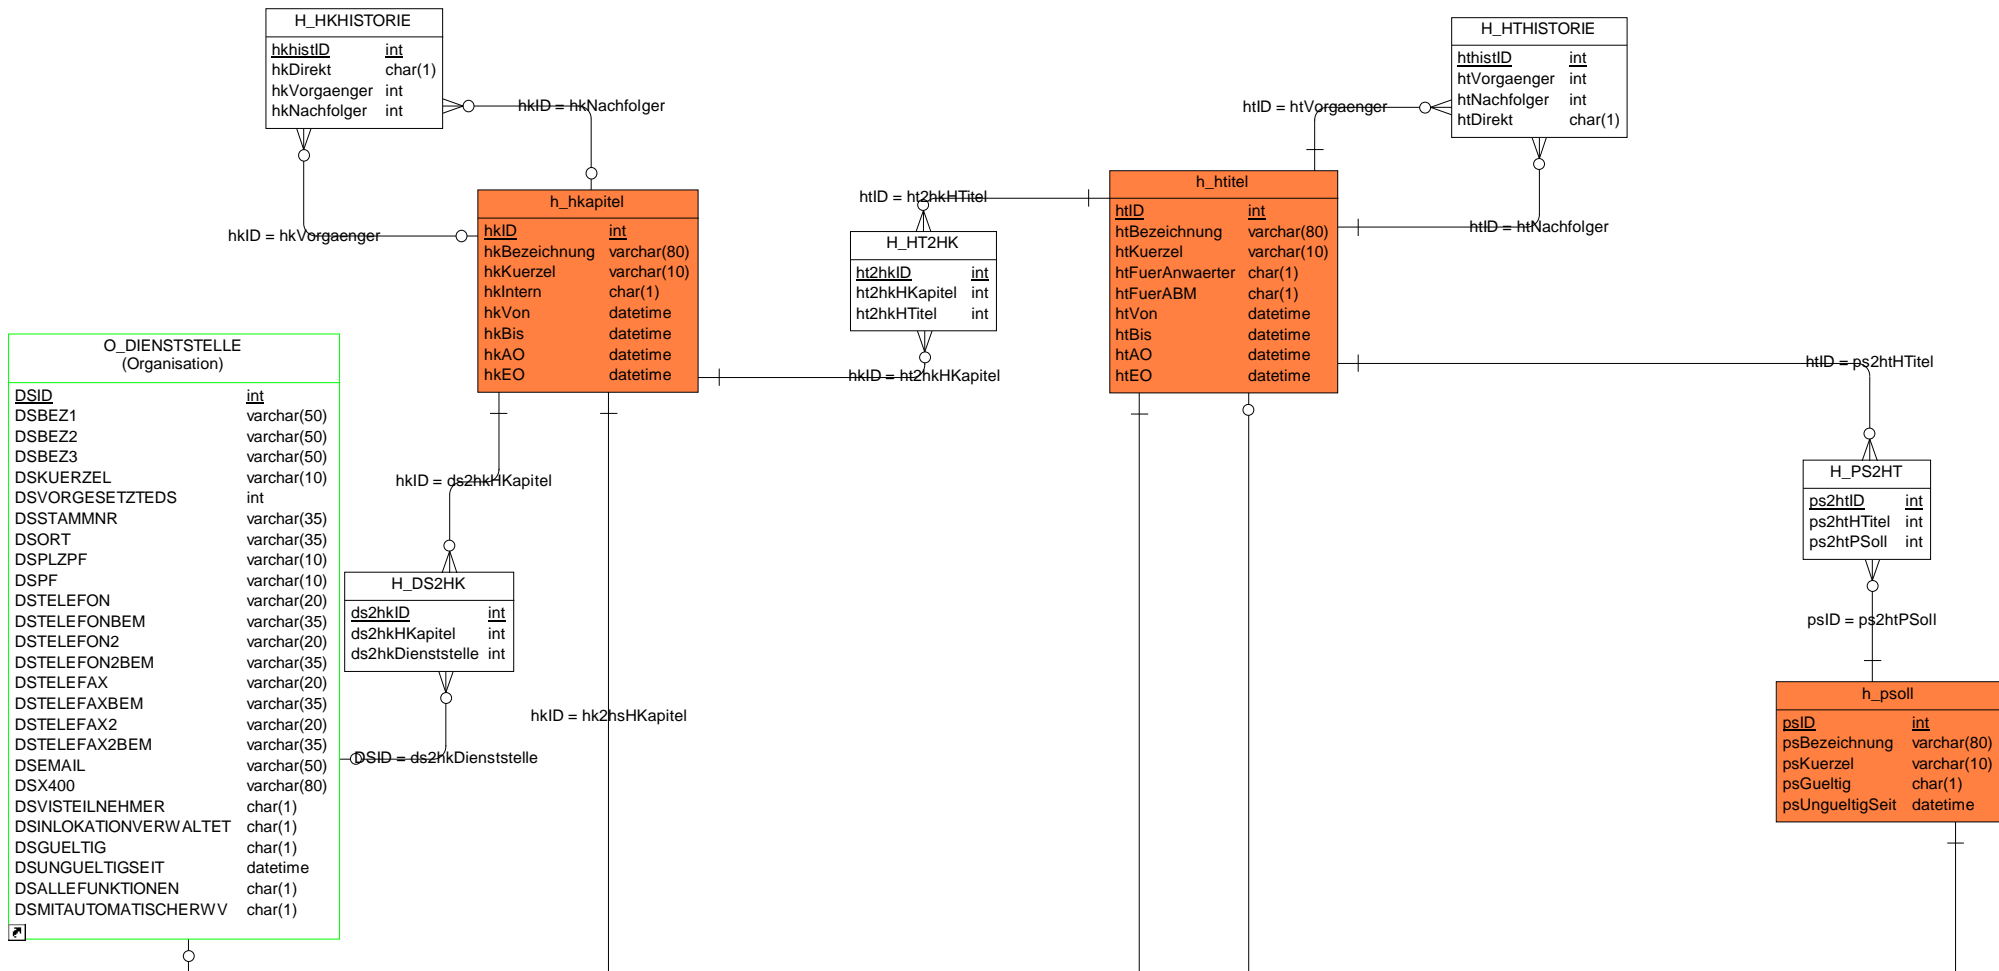 H_HKHISTORIE
hkhistID int
hkDirekt char(1)
hkVorgaenger int
hkNachfolger int
hkID = hkNachfolger
hkID = hkVorgaenger
h_hkapitel
hkID int
hkBezeichnung varchar(80)
hkKuerzel varchar(10)
hkIntern char(1)
hkVon datetime
hkBis datetime
hkAO datetime
hkEO datetime
htID = ht2hkHTitel
H_HT2HK
ht2hkID int
ht2hkHKapitel int
ht2hkHTitel int
hkID = ht2hkHKapitel
H_HTHISTORIE
hthistID int
htVorgaenger int
htNachfolger int
htDirekt char(1)
htID = htVorgaenger
htID = htNachfolger
h_htitel
htID int
htBezeichnung varchar(80)
htKuerzel varchar(10)
htFuerAnwaerter char(1)
htFuerABM char(1)
htVon datetime
htBis datetime
htAO datetime
htEO datetime
htID = ps2htHTitel
H_PS2HT
ps2htID int
ps2htHTitel int
ps2htPSoll int
psID = ps2htPSoll
h_psoll
psID int
psBezeichnung varchar(80)
psKuerzel varchar(10)
psGueltig char(1)
psUngueltigSeit datetime
O_DIENSTSTELLE
(Organisation)
DSID int
DSBEZ1 varchar(50)
DSBEZ2 varchar(50)
DSBEZ3 varchar(50)
DSKUERZEL varchar(10)
DSVORGESETZTEDS int
DSSTAMMNR varchar(35)
DSORT varchar(35)
DSPLZPF varchar(10)
DSPF varchar(10)
DSTELEFON varchar(20)
DSTELEFONBEM varchar(35)
DSTELEFON2 varchar(20)
DSTELEFON2BEM varchar(35)
DSTELEFAX varchar(20)
DSTELEFAXBEM varchar(35)
DSTELEFAX2 varchar(20)
DSTELEFAX2BEM varchar(35)
DSEMAIL varchar(50)
DSX400 varchar(80)
DSVISTEILNEHMER char(1)
DSINLOKATIONVERWALTET char(1)
DSGUELTIG char(1)
DSUNGUELTIGSEIT datetime
DSALLEFUNKTIONEN char(1)
DSMITAUTOMATISCHERWV char(1)
hkID = ds2hkHKapitel
H_DS2HK
ds2hkID int
ds2hkHKapitel int
ds2hkDienststelle int
hkID = hk2hsHKapitel
DSID = ds2hkDienststelle